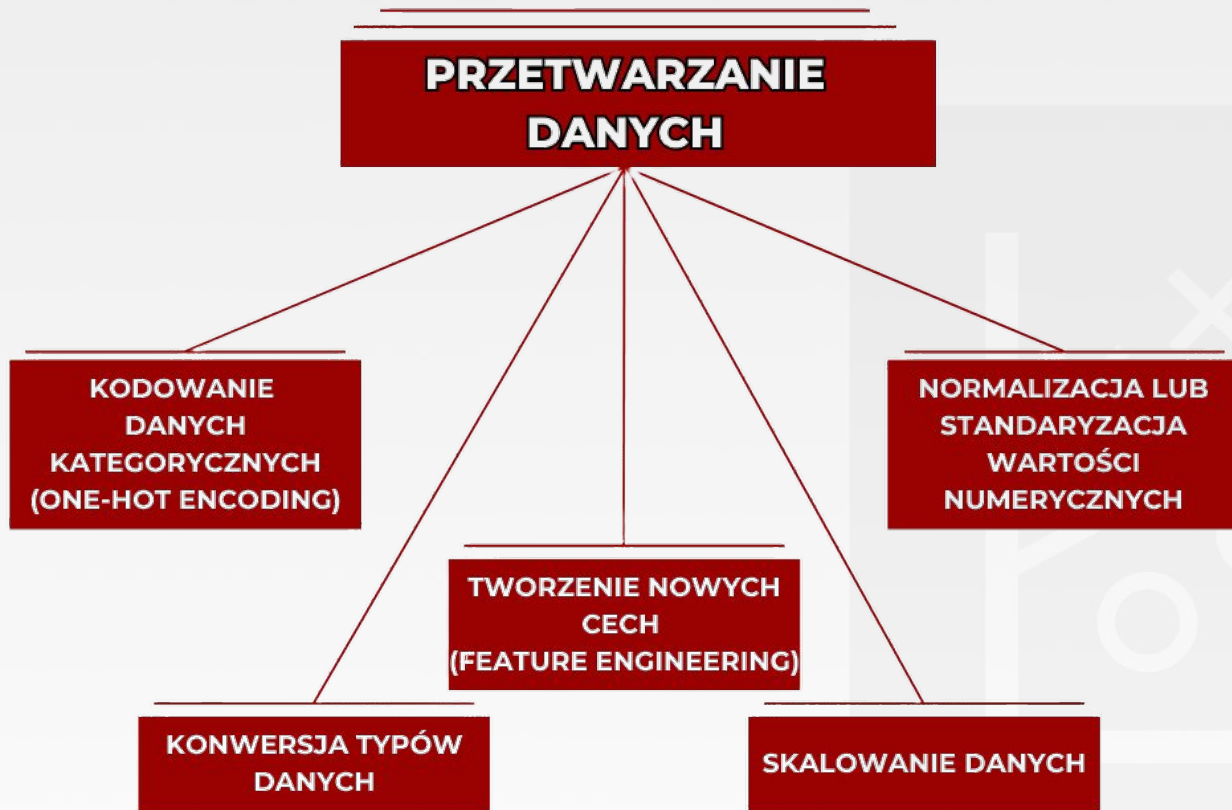 PRZETWARZANIE
DANYCH
KODOWANIE
DANYCH
KATEGORYCZNYCH
(ONE-HOT ENCODING)
NORMALIZACJA LUB
STANDARYZACJA
WARTOŚCI
NUMERYCZNYCH
TWORZENIE NOWYCH
CECH
(FEATURE ENGINEERING)
KONWERSJA TYPÓW
DANYCH
SKALOWANIE DANYCH